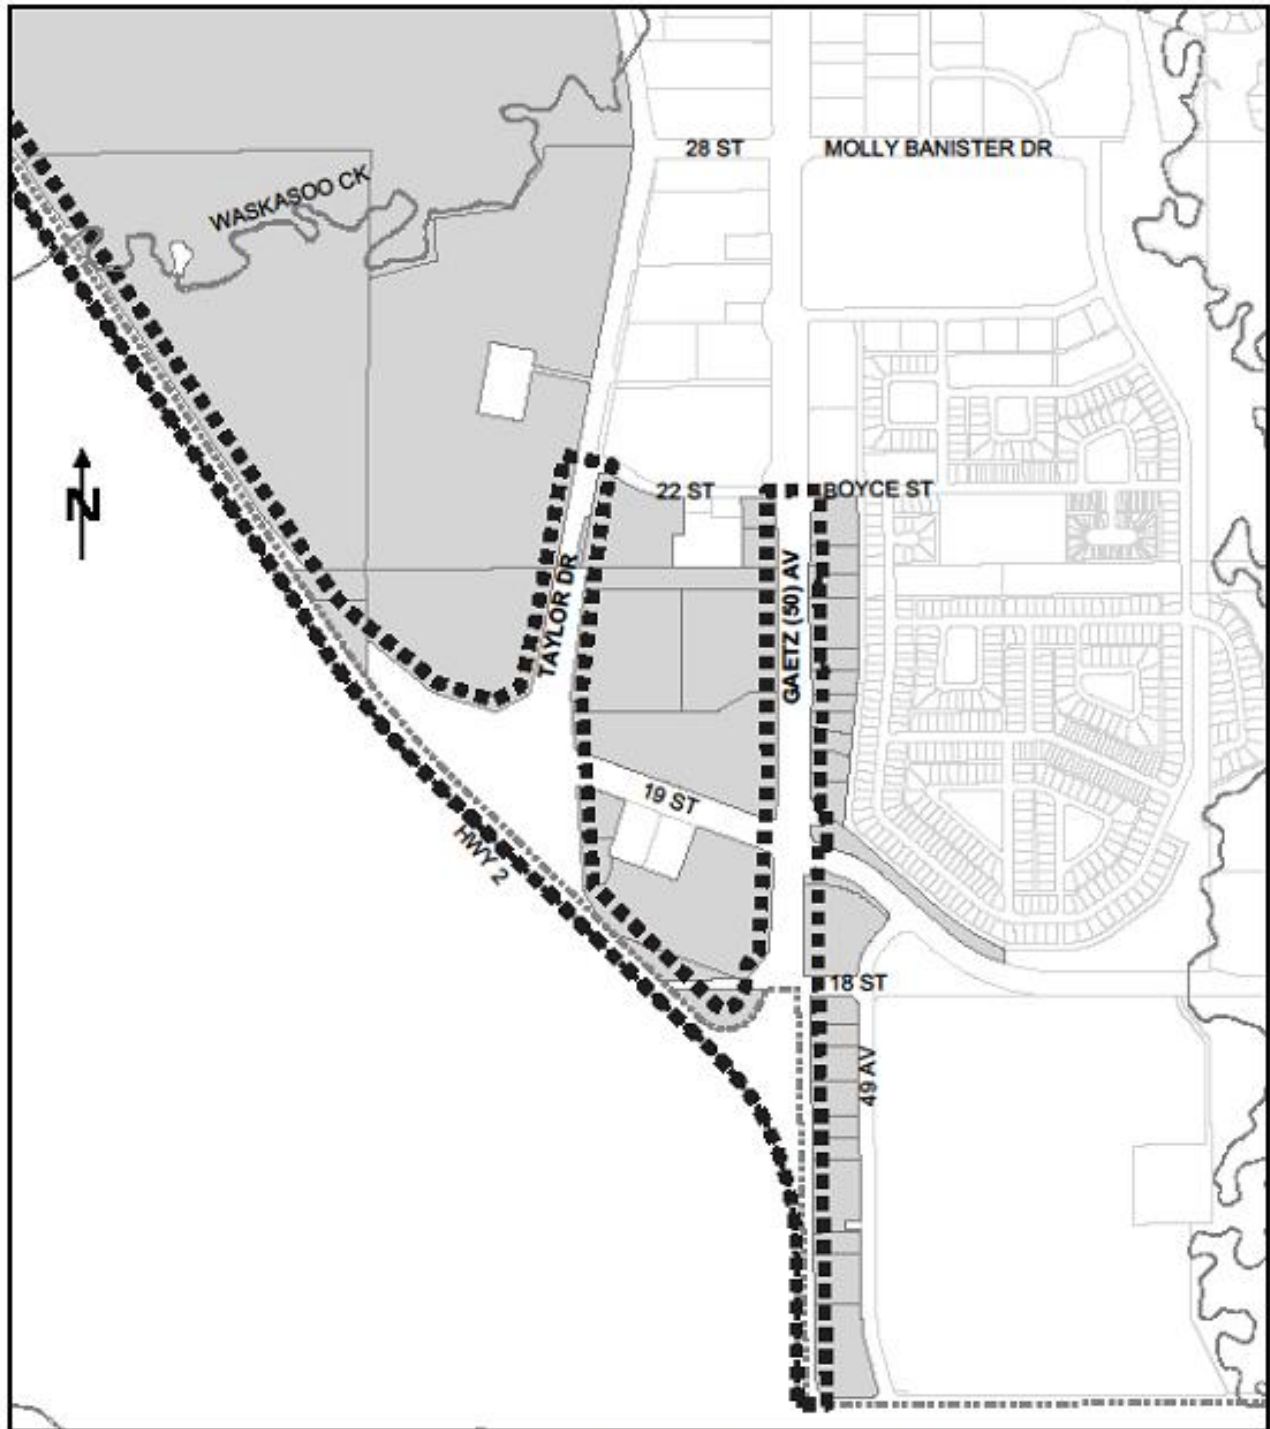 28 ST
MOLLY BANISTER DR
WASKASOO CK
N
22 ST
BOYCE ST
TAYLOR DR
GAETZ (50) AV
19 ST
HWY 2
18 ST
49 AV